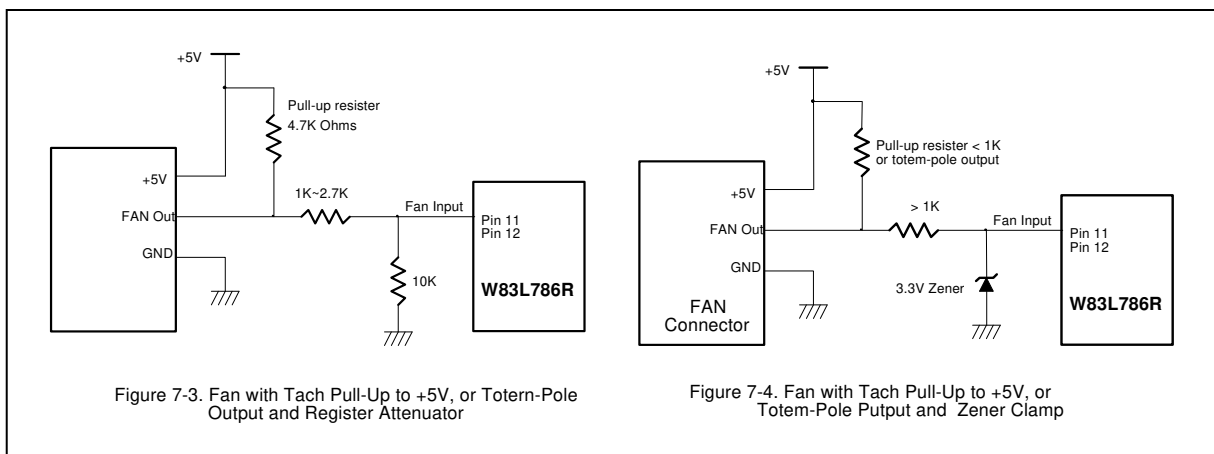 +5V
Pull-up resister
4.7K Ohms
+5V
FAN Out
GND
1K~2.7K
Fan Input
10K
Pin 11
Pin 12
W83L786R
Figure 7-3. Fan with Tach Pull-Up to +5V, or Totern-Pole
Output and Register Attenuator
+5V
Pull-up resister < 1K
or totem-pole output
+5V
FAN Out
GND
FAN
Connector
> 1K
Fan Input
3.3V Zener
Pin 11
Pin 12
W83L786R
Figure 7-4. Fan with Tach Pull-Up to +5V, or
Totem-Pole Putput and Zener Clamp